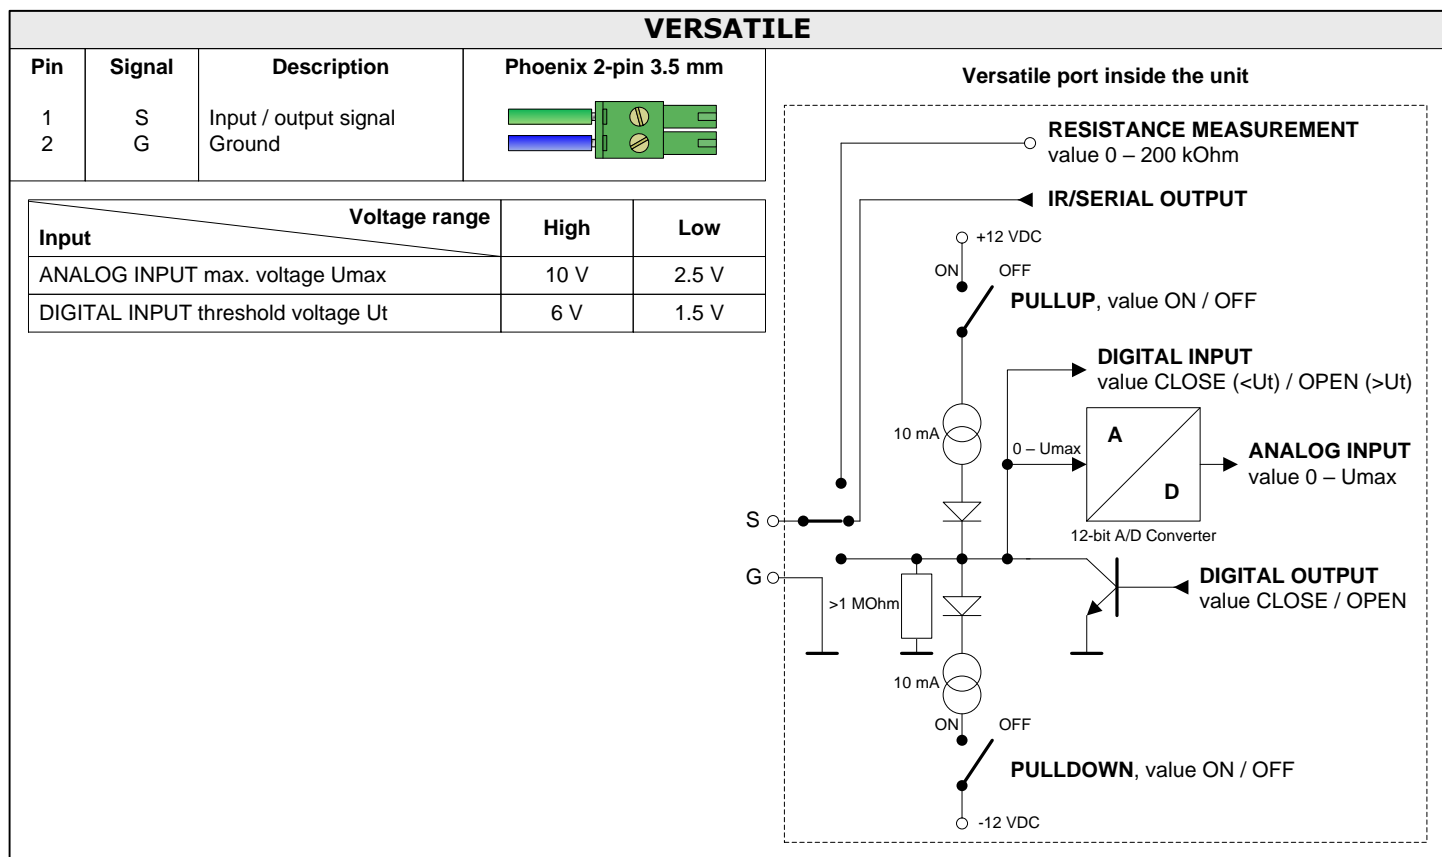 VERSATILE
Pin Signal Description Phoenix 2-pin 3.5 mm
1 S Input / output signal
2 G Ground
Voltage range
Input High Low
ANALOG INPUT max. voltage Umax 10 V 2.5 V
DIGITAL INPUT threshold voltage Ut 6 V 1.5 V
Versatile port inside the unit
RESISTANCE MEASUREMENT
value 0 – 200 kOhm
IR/SERIAL OUTPUT
+12 VDC
ON OFF
PULLUP, value ON / OFF
DIGITAL INPUT
value CLOSE (<Ut) / OPEN (>Ut)
10 mA
0 – Umax
A
D
ANALOG INPUT
value 0 – Umax
12-bit A/D Converter
S
G
>1 MOhm
DIGITAL OUTPUT
value CLOSE / OPEN
10 mA
ON OFF
PULLDOWN, value ON / OFF
-12 VDC